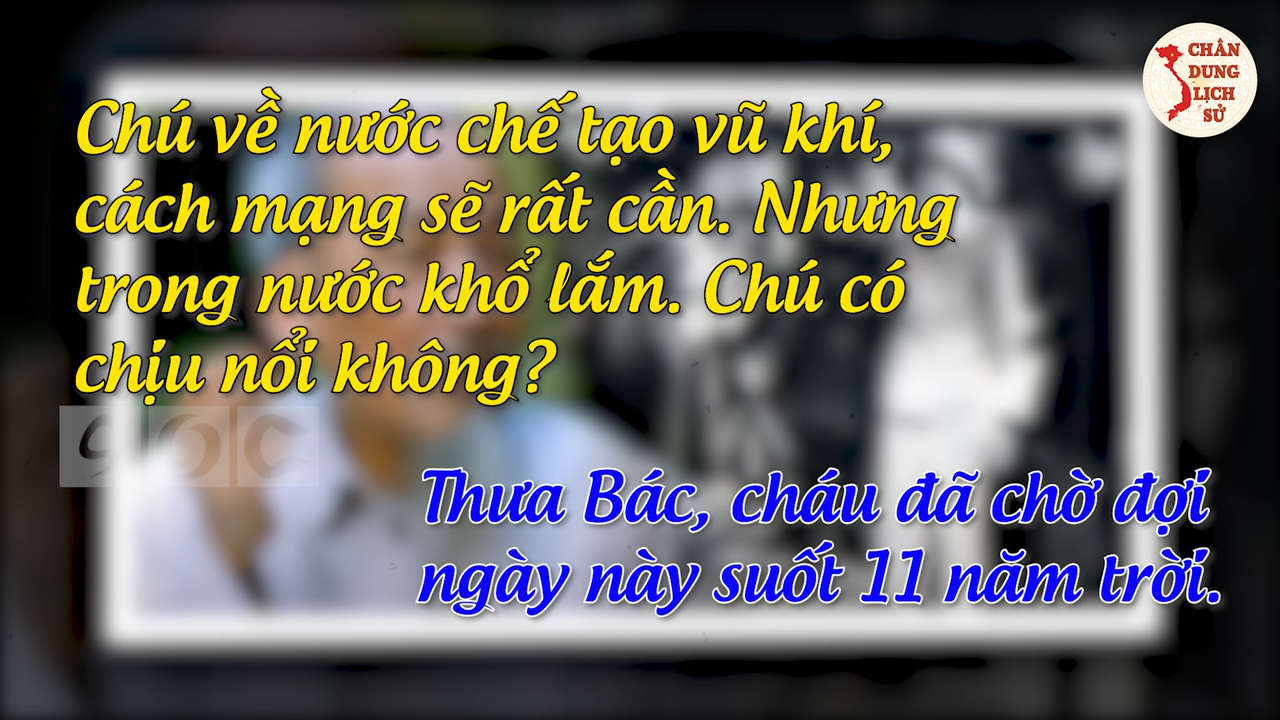 CHÂN
DUNG
LỊCH
SỬ
Chú về nước chế tạo vũ khí,
cách mạng sẽ rất cần. Nhưng
trong nước khổ lắm. Chú có
chịu nổi không?
Thưa Bác, cháu đã chờ đợi
ngày này suốt 11 năm trời.